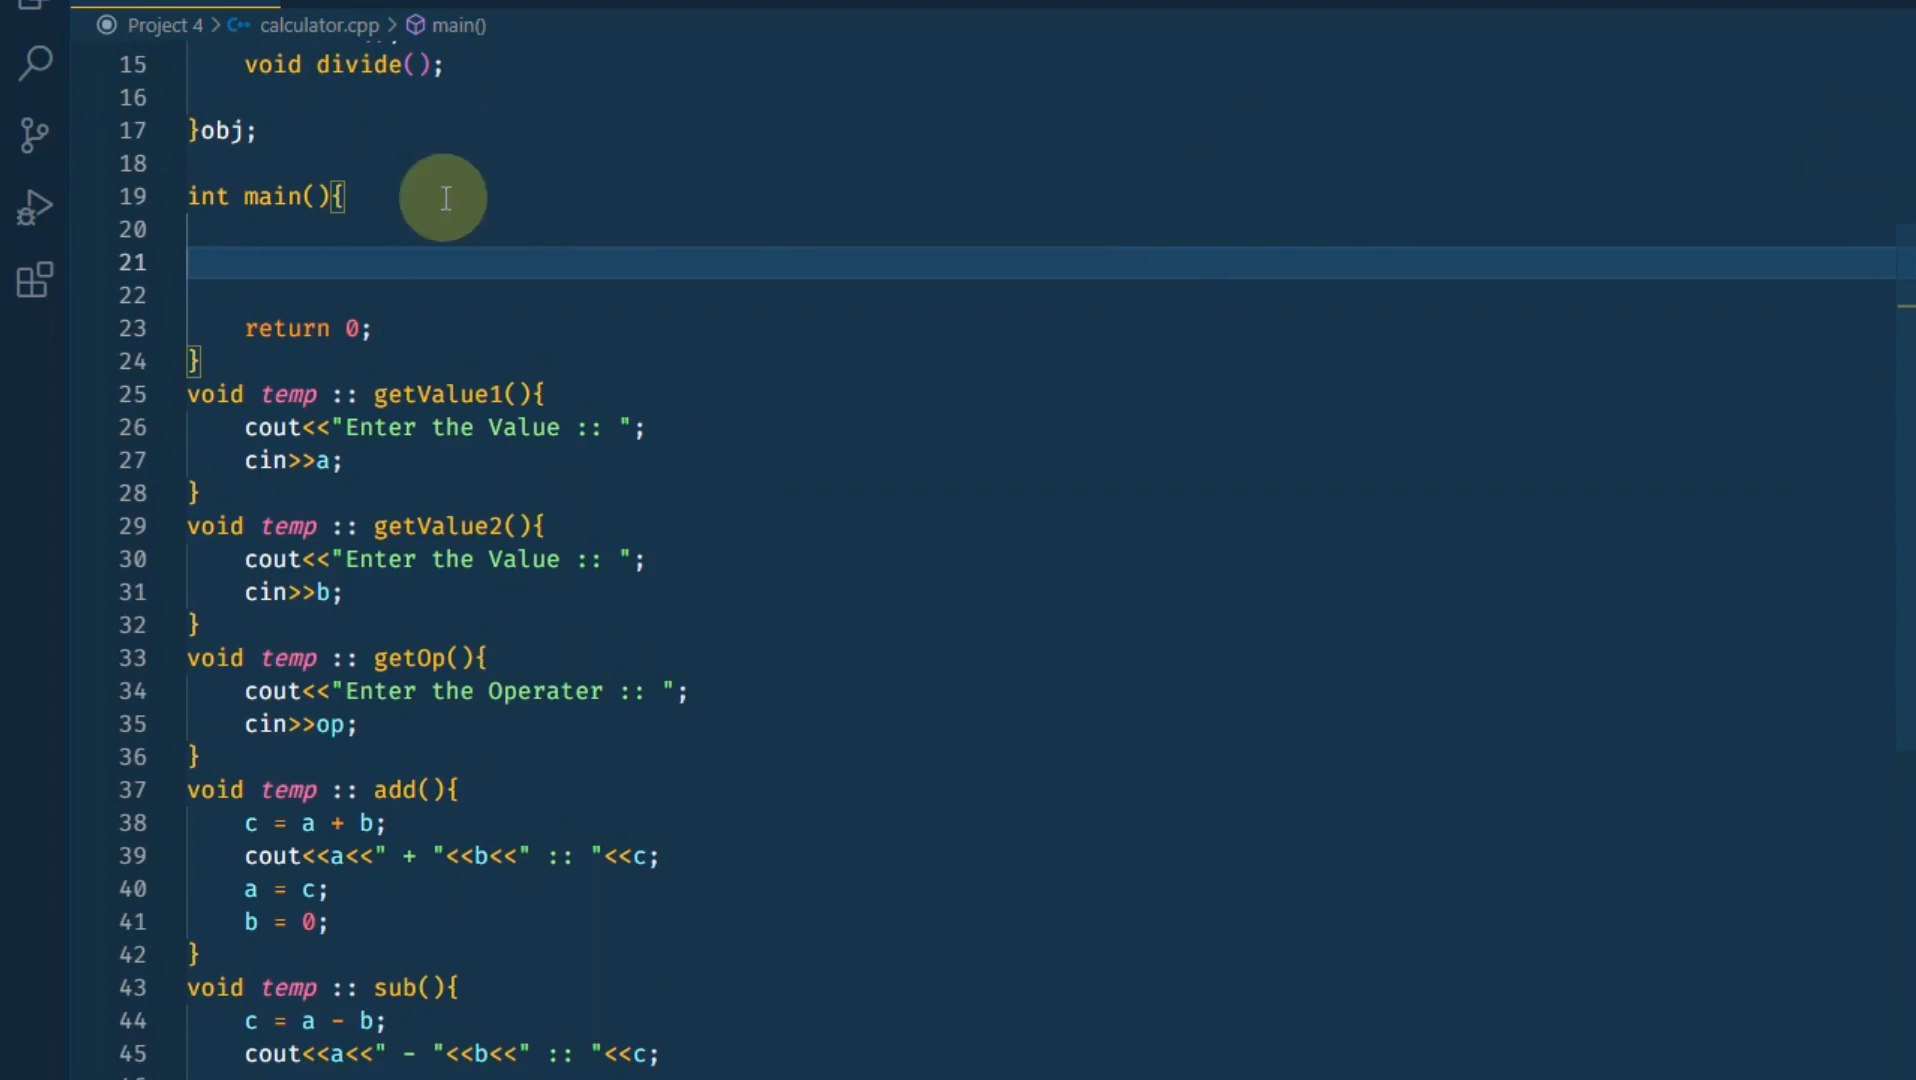 Project 4 > C++ calculator.cpp > main()
15 void divide();
16
17 }obj;
18
19 int main(){
20
21
22
23 return 0;
24 }
25 void temp :: getValue1(){
26 cout<<"Enter the Value :: ";
27 cin>>a;
28 }
29 void temp :: getValue2(){
30 cout<<"Enter the Value :: ";
31 cin>>b;
32 }
33 void temp :: getOp(){
34 cout<<"Enter the Operater :: ";
35 cin>>op;
36 }
37 void temp :: add(){
38 c = a + b;
39 cout<<a<<" + "<<b<<" :: "<<c;
40 a = c;
41 b = 0;
42 }
43 void temp :: sub(){
44 c = a - b;
45 cout<<a<<" - "<<b<<" :: "<<c;